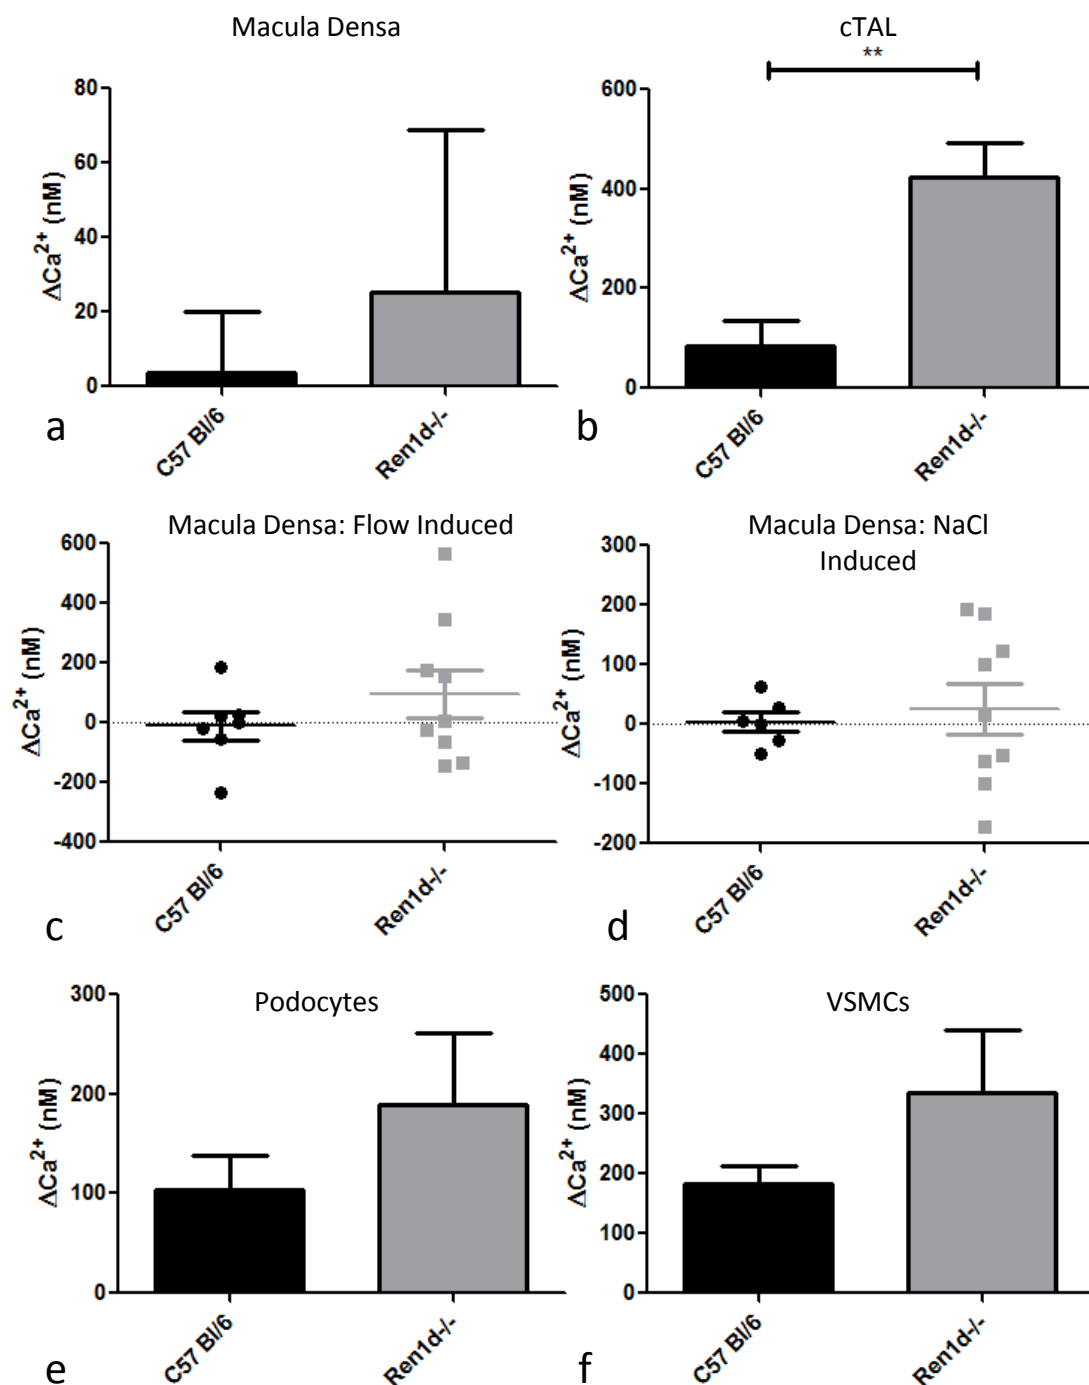 Macula Densa
80
60
40
20
0
ΔCa²⁺ (nM)
C57 Bl/6
Ren1d-/-
a
cTAL
**
600
400
200
0
ΔCa²⁺ (nM)
C57 Bl/6
Ren1d-/-
b
Macula Densa: Flow Induced
600
400
200
0
-200
-400
ΔCa²⁺ (nM)
C57 Bl/6
Ren1d-/-
c
Macula Densa: NaCl
Induced
300
200
100
0
-100
-200
ΔCa²⁺ (nM)
C57 Bl/6
Ren1d-/-
d
Podocytes
300
200
100
0
ΔCa²⁺ (nM)
C57 Bl/6
Ren1d-/-
e
VSMCs
500
400
300
200
100
0
ΔCa²⁺ (nM)
C57 Bl/6
Ren1d-/-
f